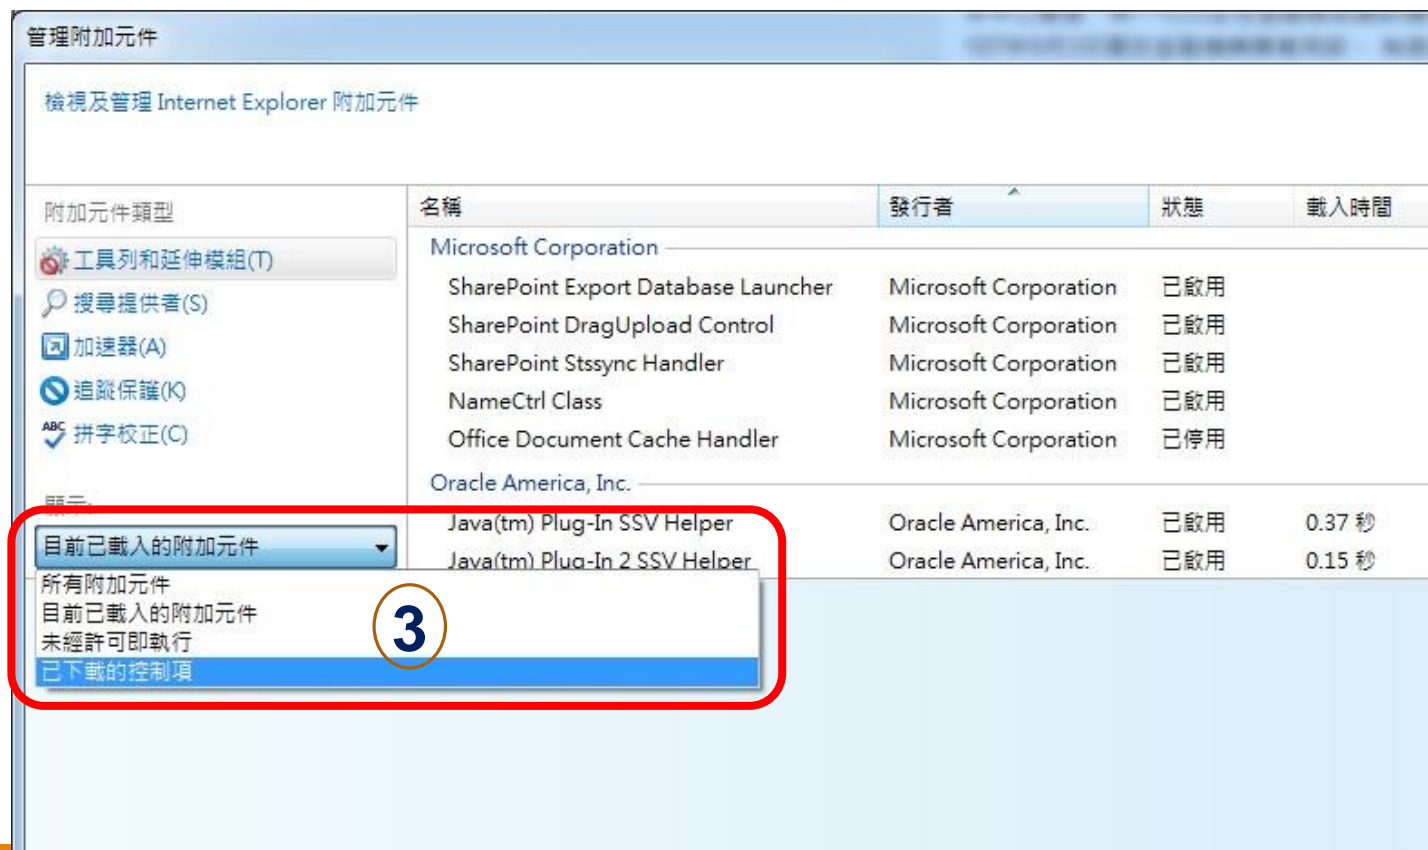 管理附加元件
檢視及管理 Internet Explorer 附加元件
附加元件類型
工具列和延伸模組(T)
搜尋提供者(S)
加速器(A)
追蹤保護(K)
ABC 拼字校正(C)
顯示:
目前已載入的附加元件
所有附加元件
目前已載入的附加元件
未經許可即執行
已下載的控制項
3
名稱 發行者 狀態 載入時間
Microsoft Corporation
SharePoint Export Database Launcher Microsoft Corporation 已啟用
SharePoint DragUpload Control Microsoft Corporation 已啟用
SharePoint Stssync Handler Microsoft Corporation 已啟用
NameCtrl Class Microsoft Corporation 已啟用
Office Document Cache Handler Microsoft Corporation 已停用
Oracle America, Inc.
Java(tm) Plug-In SSV Helper Oracle America, Inc. 已啟用 0.37 秒
Java(tm) Plug-In 2 SSV Helper Oracle America, Inc. 已啟用 0.15 秒